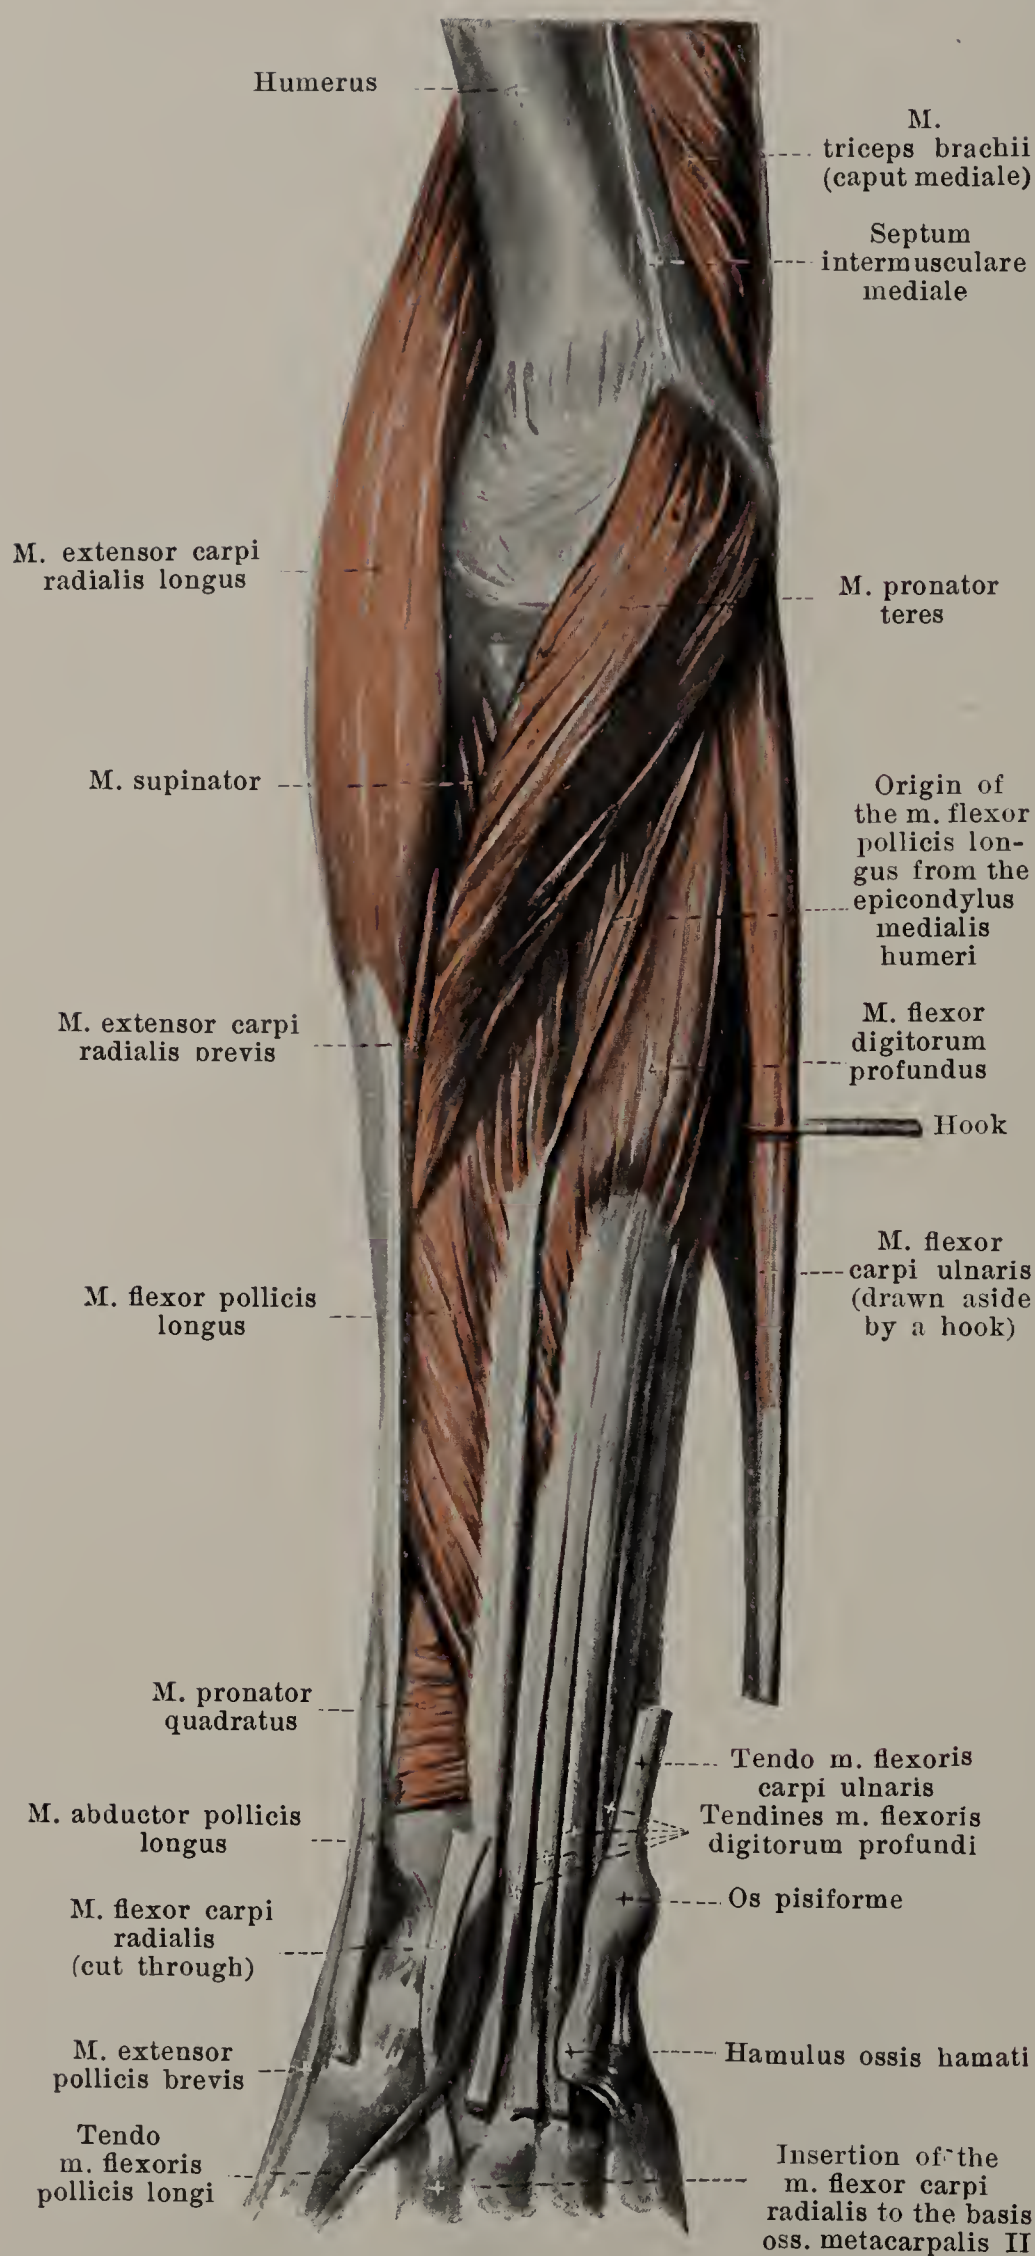 Humerus
M.
triceps brachii
(caput mediale)
Septum
intermusculare
mediale
M. extensor carpi
radialis longus
M. pronator
teres
M. supinator
Origin of
the m. flexor
pollicis lon-
gus from the
epicondylus
medialis
humeri
M. extensor carpi
radialis brevis
M. flexor
digitorum
profundus
Hook
M. flexor
carpi ulnaris
(drawn aside
by a hook)
M. flexor pollicis
longus
M. pronator
quadratus
Tendo m. flexoris
carpi ulnaris
M. abductor pollicis
longus
Tendines m. flexoris
digitorum profundi
Os pisiforme
M. flexor carpi
radialis
(cut through)
M. extensor
pollicis brevis
Hamulus ossis hamati
Tendo
m. flexoris
pollicis longi
Insertion of the
m. flexor carpi
radialis to the basis
oss. metacarpalis II